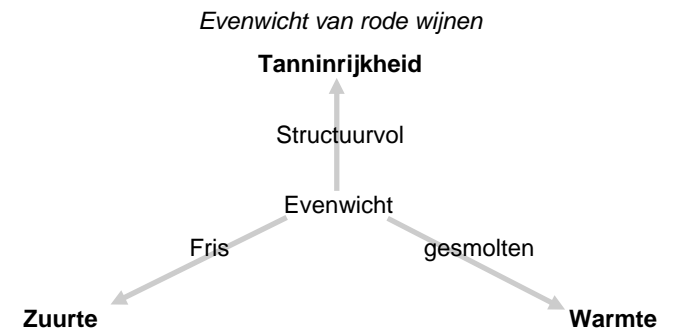 Evenwicht van rode wijnen
Tanninrijkheid
Structuurvol
Evenwicht
Fris gesmolten
Zuurte Warmte